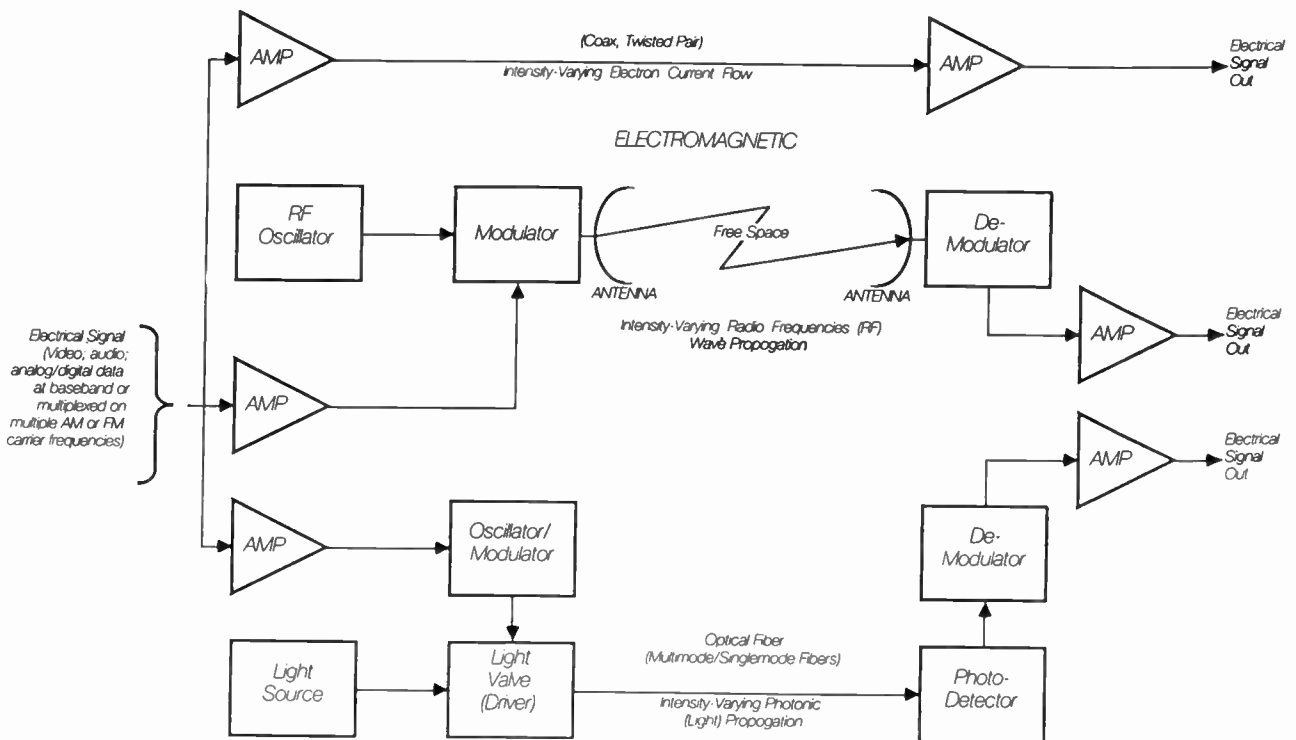 AMP
(Coax, Twisted Pair)
Intensity-Varying Electron Current Flow
AMP
Electrical
Signal
Out
ELECTROMAGNETIC
RF
Oscillator
Modulator
Free Space
ANTENNA
ANTENNA
De-
Modulator
Intensity-Varying Radio Frequencies (RF)
Wave Propogation
AMP
Electrical
Signal
Out
Electrical Signal
(Video; audio;
analog/digital data
at baseband or
multiplexed on
multiple AM or FM
carrier frequencies)
AMP
AMP
Electrical
Signal
Out
AMP
Oscillator/
Modulator
De-
Modulator
Light
Source
Light
Valve
(Driver)
Optical Fiber
(Multimode/Singlemode Fibers)
Intensity-Varying Photonic
(Light) Propogation
Photo-
Detector